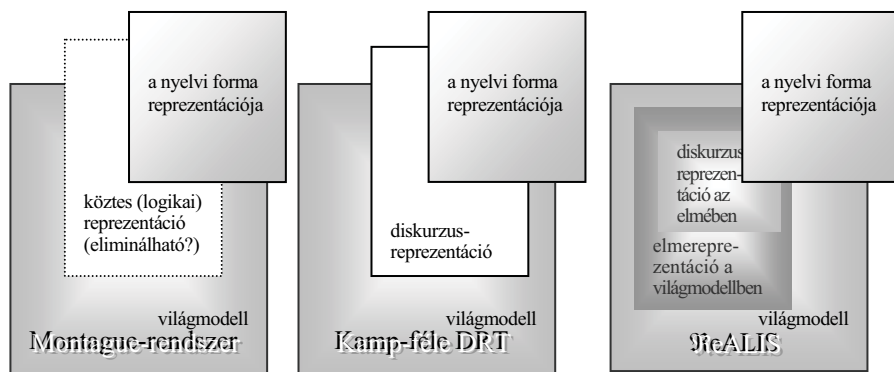 a nyelvi forma
reprezentációja
köztes (logikai)
reprezentáció
(eliminálható?)
világmodell
Montague-rendszer
a nyelvi forma
reprezentációja
diskurzus-
reprezentáció
világmodell
Kamp-féle DRT
a nyelvi forma
reprezentációja
diskurzus
reprezen-
táció az
elmében
elmerepre-
zentáció a
világmodellben
világmodell
ℜeALIS